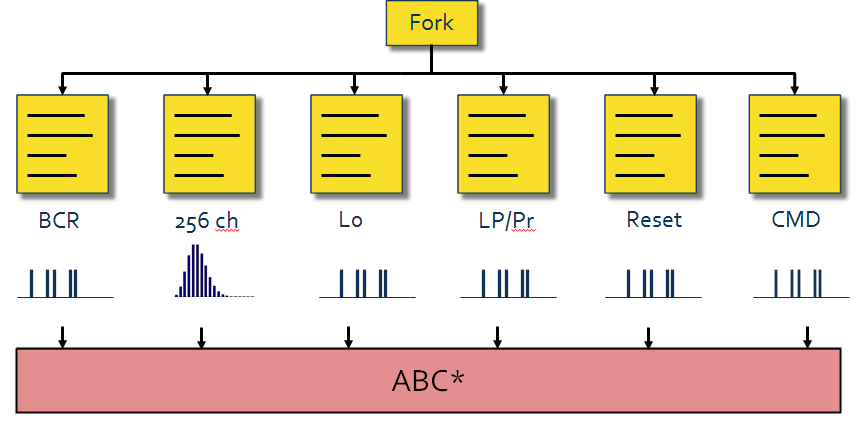 Fork
BCR
256 ch
Lo
LP/Pr
Reset
CMD
ABC*